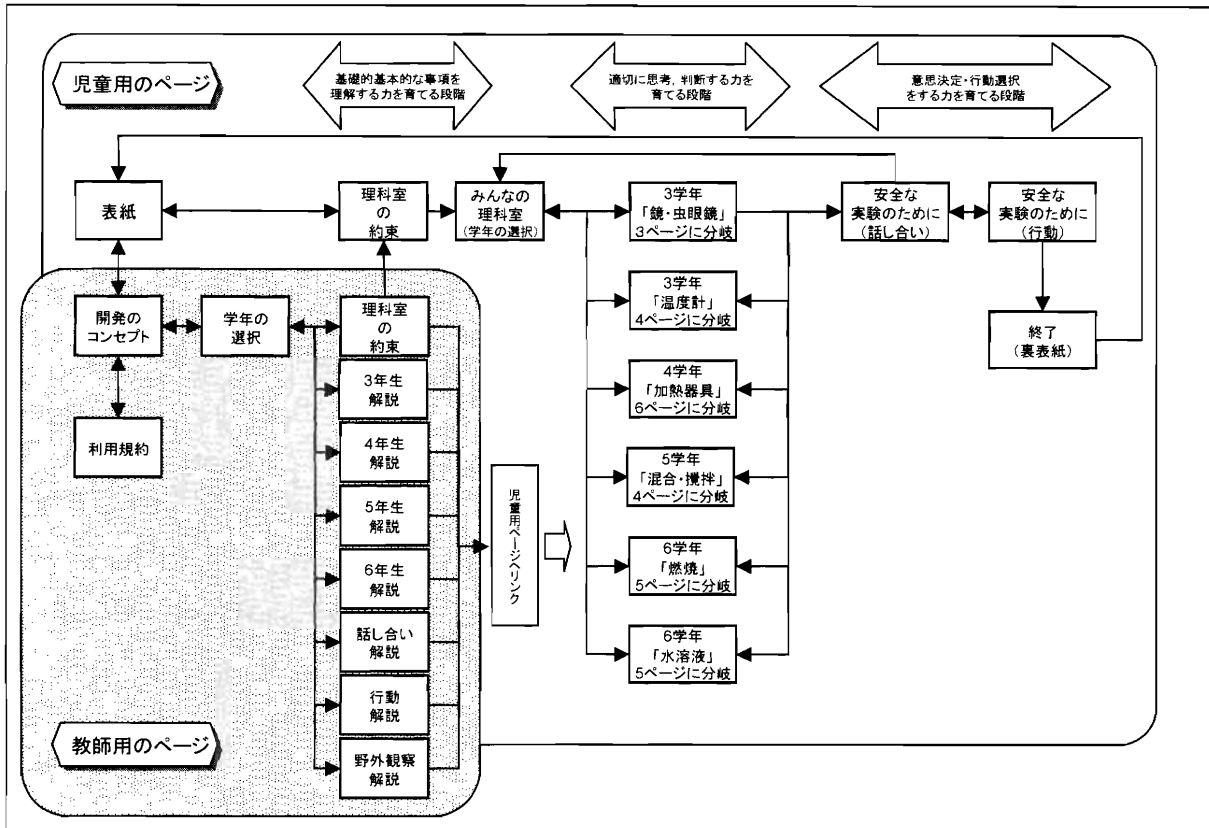 児童用のページ
基礎的基本的な事項を
理解する力を育てる段階
適切に思考，判断する力を
育てる段階
意思決定・行動選択
をする力を育てる段階
表紙
理科室
の
約束
みんなの
理科室
(学年の選択)
3学年
「鏡・虫眼鏡」
3ページに分岐
安全な
実験のために
(話し合い)
安全な
実験のために
(行動)
開発の
コンセプト
学年の
選択
理科室
の
約束
3学年
「温度計」
4ページに分岐
終了
(裏表紙)
3年生
解説
4学年
「加熱器具」
6ページに分岐
利用規約
4年生
解説
5学年
「混合・攪拌」
4ページに分岐
5年生
解説
児童用ページへリンク
6年生
解説
6学年
「燃焼」
5ページに分岐
話し合い
解説
6学年
「水溶液」
5ページに分岐
行動
解説
教師用のページ
野外観察
解説